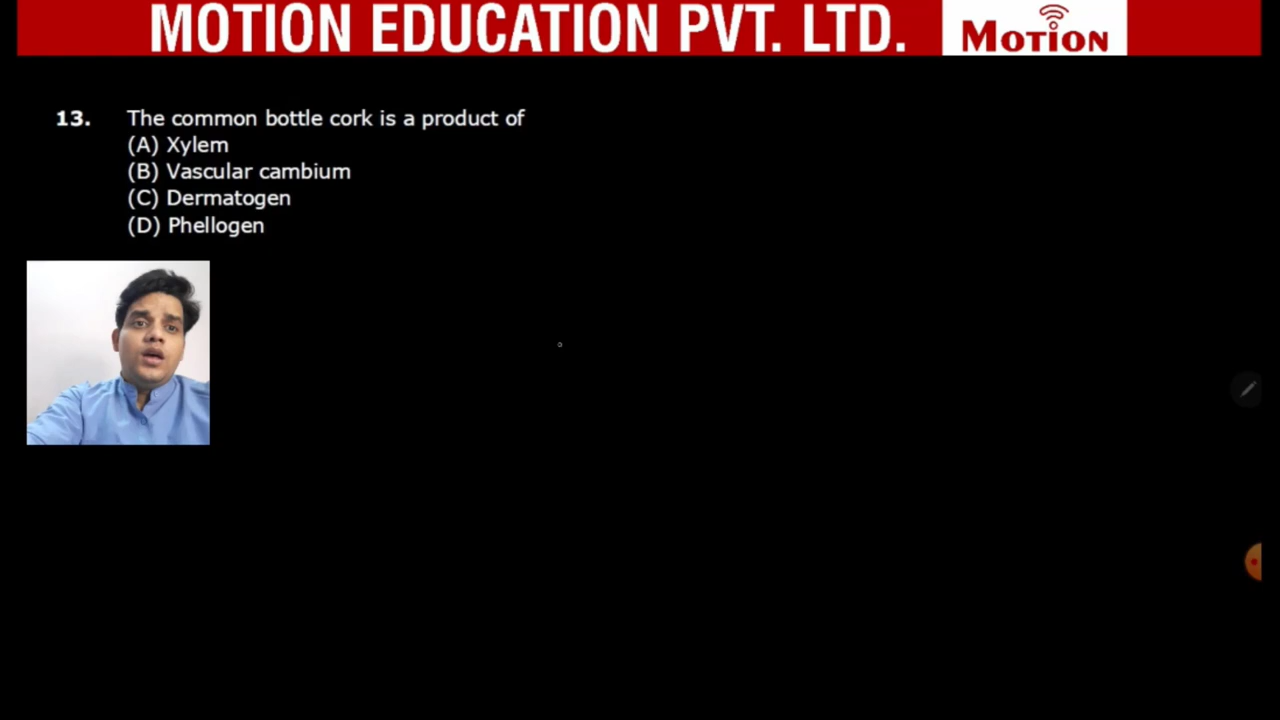 MOTION EDUCATION PVT. LTD.
MOTION
13. The common bottle cork is a product of
(A) Xylem
(B) Vascular cambium
(C) Dermatogen
(D) Phellogen